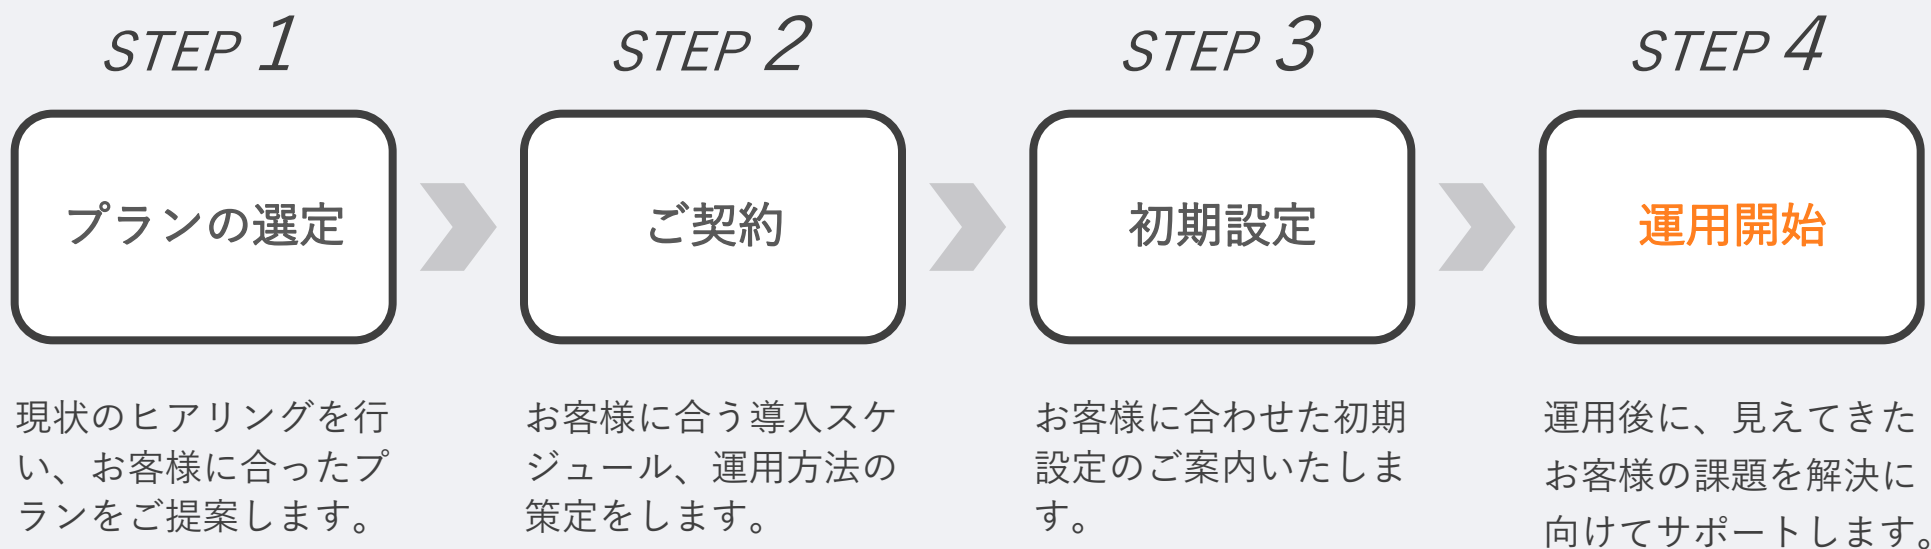 STEP 1
STEP 2
STEP 3
STEP 4
プランの選定
ご契約
初期設定
運用開始
現状のヒアリングを行
い、お客様に合ったプ
ランをご提案します。
お客様に合う導入スケ
ジュール、運用方法の
策定をします。
お客様に合わせた初期
設定のご案内いたしま
す。
運用後に、見えてきた
お客様の課題を解決に
向けてサポートします。